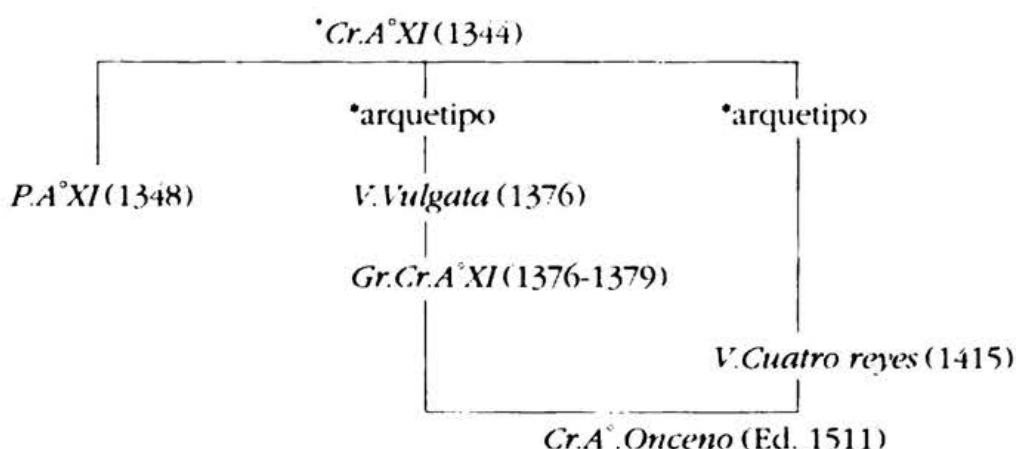 *Cr.A°XI (1344)
*arquetipo *arquetipo
P.A°XI (1348) V.Vulgata (1376)
Gr.Cr.A°XI (1376-1379)
V.Cuatro reyes (1415)
Cr.A°.Onceno (Ed. 1511)